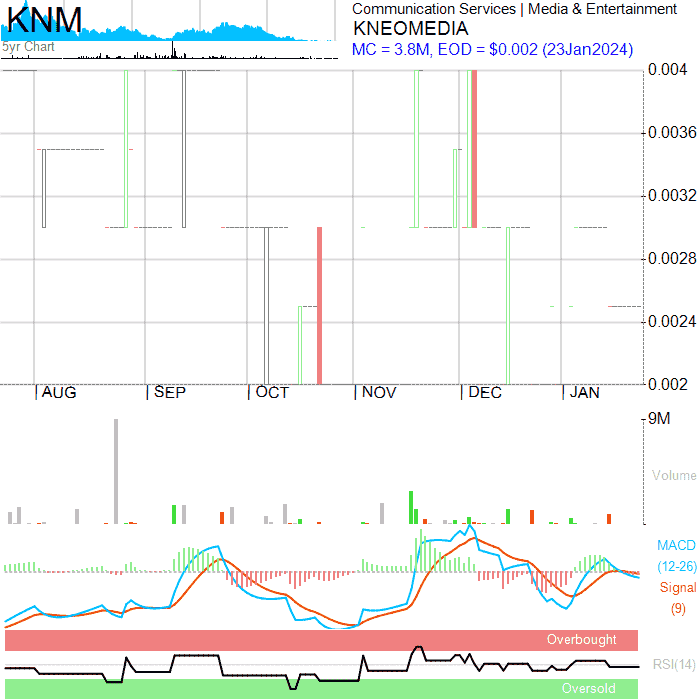 KNM
5yr Chart
Communication Services | Media & Entertainment
KNEOMEDIA
MC = 3.8M, EOD = $0.002 (23Jan2024)
0.004
0.0036
0.0032
0.0028
0.0024
0.002
AUG SEP OCT NOV DEC JAN
9M
Volume
MACD
(12-26)
Signal
(9)
Overbought
RSI(14)
Oversold